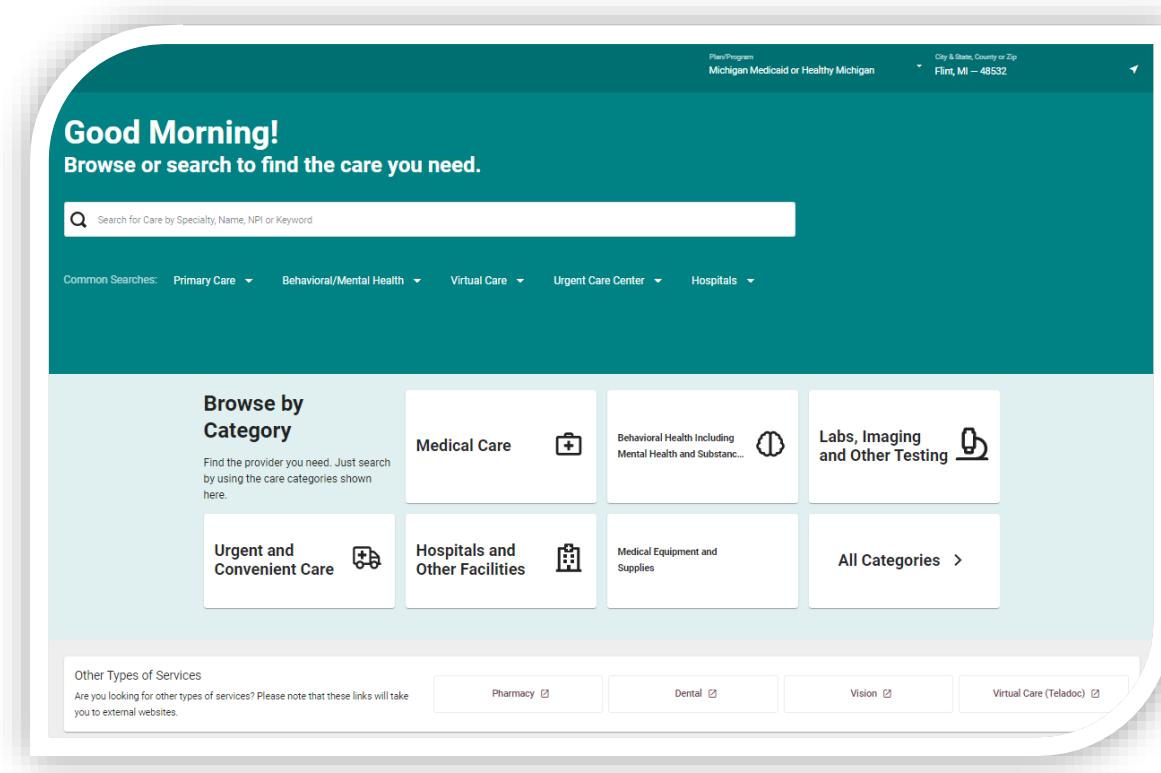 Plan/Program
Michigan Medicaid or Healthy Michigan
City & State, County or Zip
Flint, MI — 48532
Good Morning!
Browse or search to find the care you need.
Search for Care by Specialty, Name, NPI or Keyword
Common Searches: Primary Care Behavioral/Mental Health Virtual Care Urgent Care Center Hospitals
Browse by
Category
Find the provider you need. Just search
by using the care categories shown
here.
Medical Care
Behavioral Health Including
Mental Health and Substanc...
Labs, Imaging
and Other Testing
Urgent and
Convenient Care
Hospitals and
Other Facilities
Medical Equipment and
Supplies
All Categories
Other Types of Services
Are you looking for other types of services? Please note that these links will take
you to external websites.
Pharmacy
Dental
Vision
Virtual Care (Teladoc)